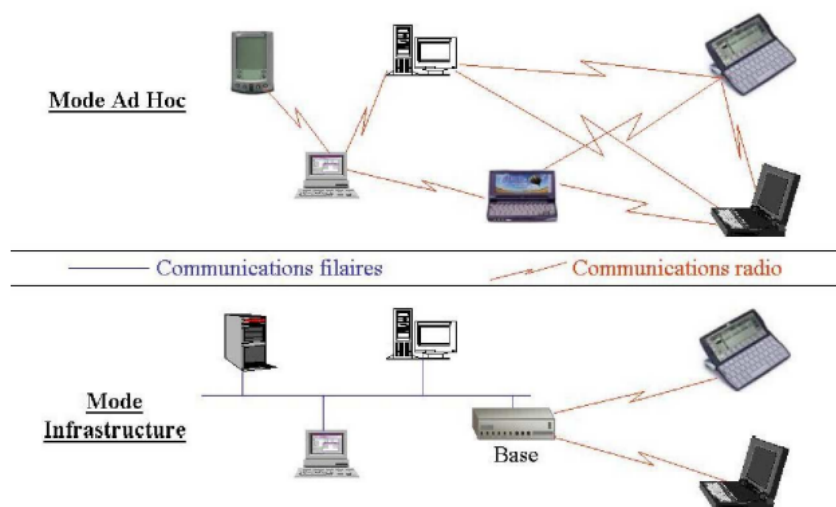 Mode Ad Hoc
Communications filaires
Communications radio
Mode
Infrastructure
Base